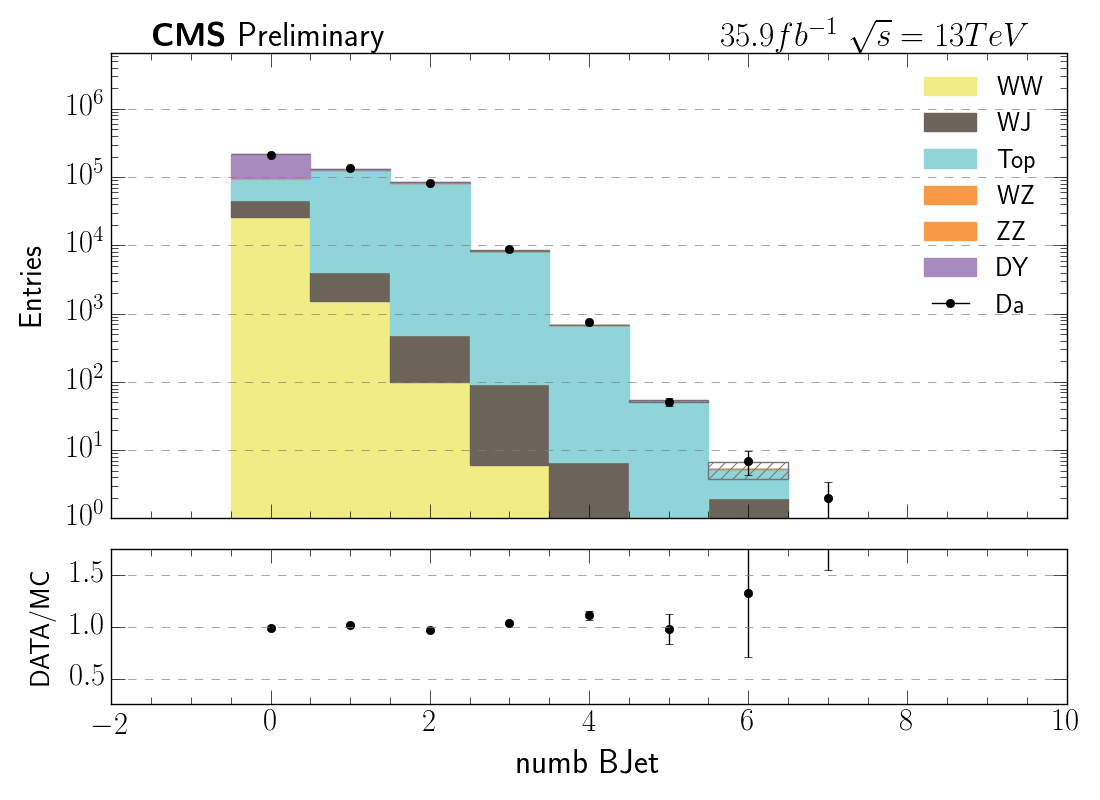 CMS Preliminary 35.9fb⁻¹ √s = 13TeV
10⁶
10⁵
10⁴
10³
10²
10¹
10⁰
Entries
WW
WJ
Top
WZ
ZZ
DY
Da
1.5
1.0
0.5
DATA/MC
−2 0 2 4 6 8 10
numb BJet